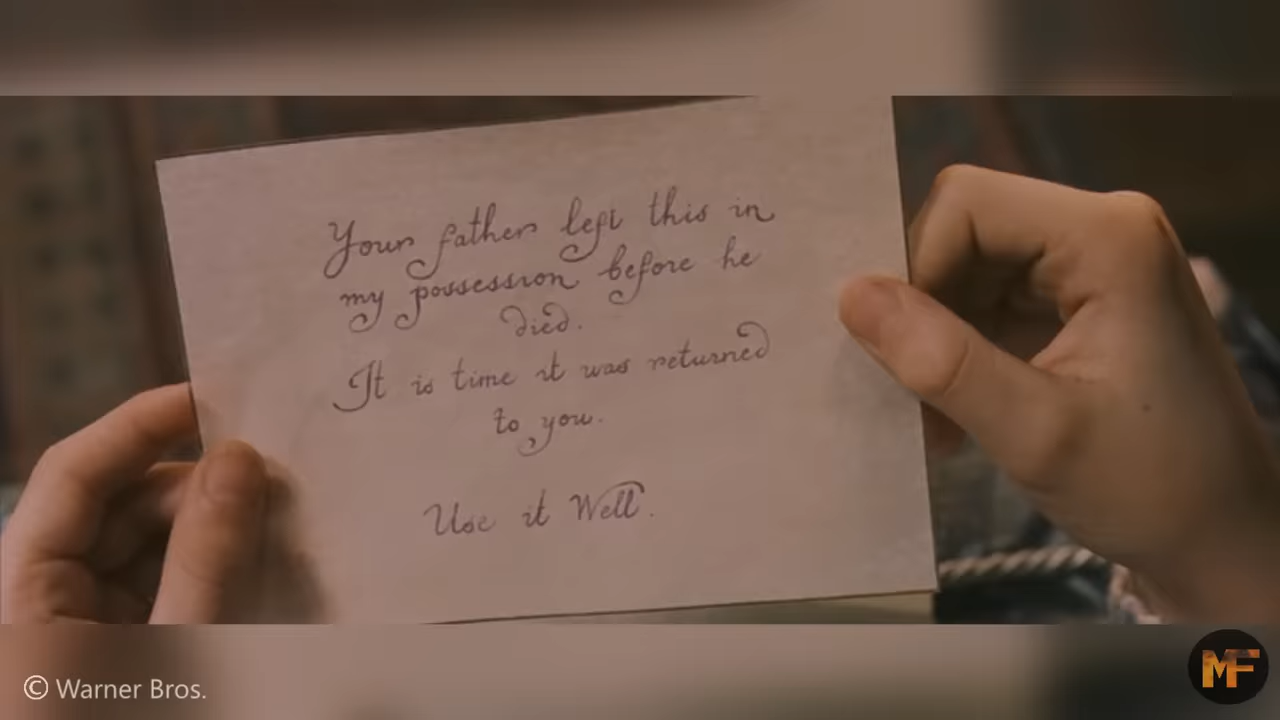 Your father left this in
my possession before he
died.
It is time it was returned
to you.
Use it Well.
© Warner Bros.
MF